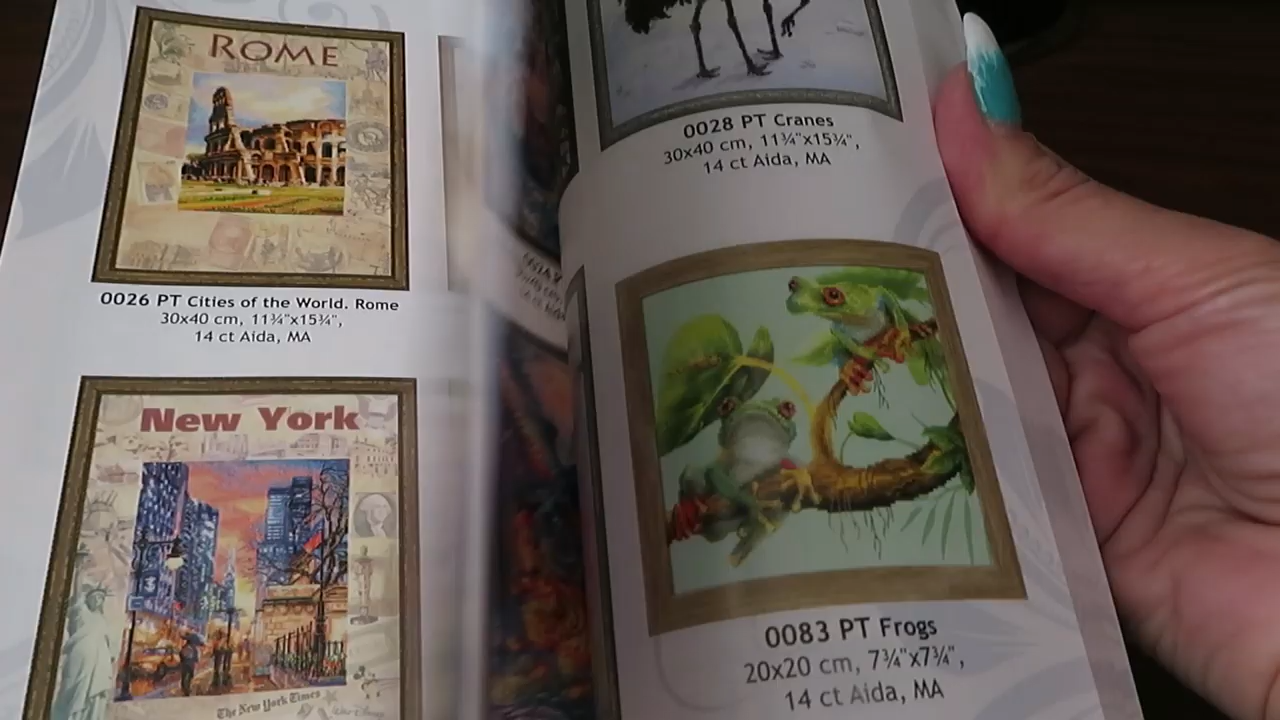 ROME
0026 PT Cities of the World. Rome
30x40 cm, 11¾"x15¾",
14 ct Aida, MA
New York
The New York Times
0028 PT Cranes
30x40 cm, 11¾"x15¾",
14 ct Aida, MA
0083 PT Frogs
20x20 cm, 7¾"x7¾",
14 ct Aida, MA